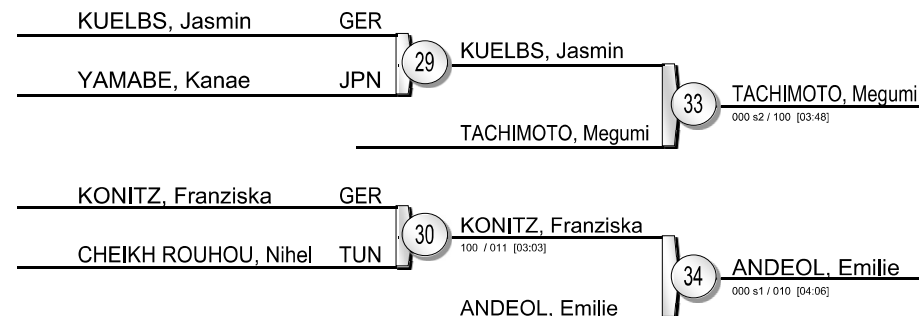 KUELBS, Jasmin GER
YAMABE, Kanae JPN
29
KUELBS, Jasmin
TACHIMOTO, Megumi
33
TACHIMOTO, Megumi
000 s2 / 100 [03:48]
KONITZ, Franziska GER
CHEIKH ROUHOU, Nihel TUN
30
KONITZ, Franziska
100 / 011 [03:03]
ANDEOL, Emilie
34
ANDEOL, Emilie
000 s1 / 010 [04:06]